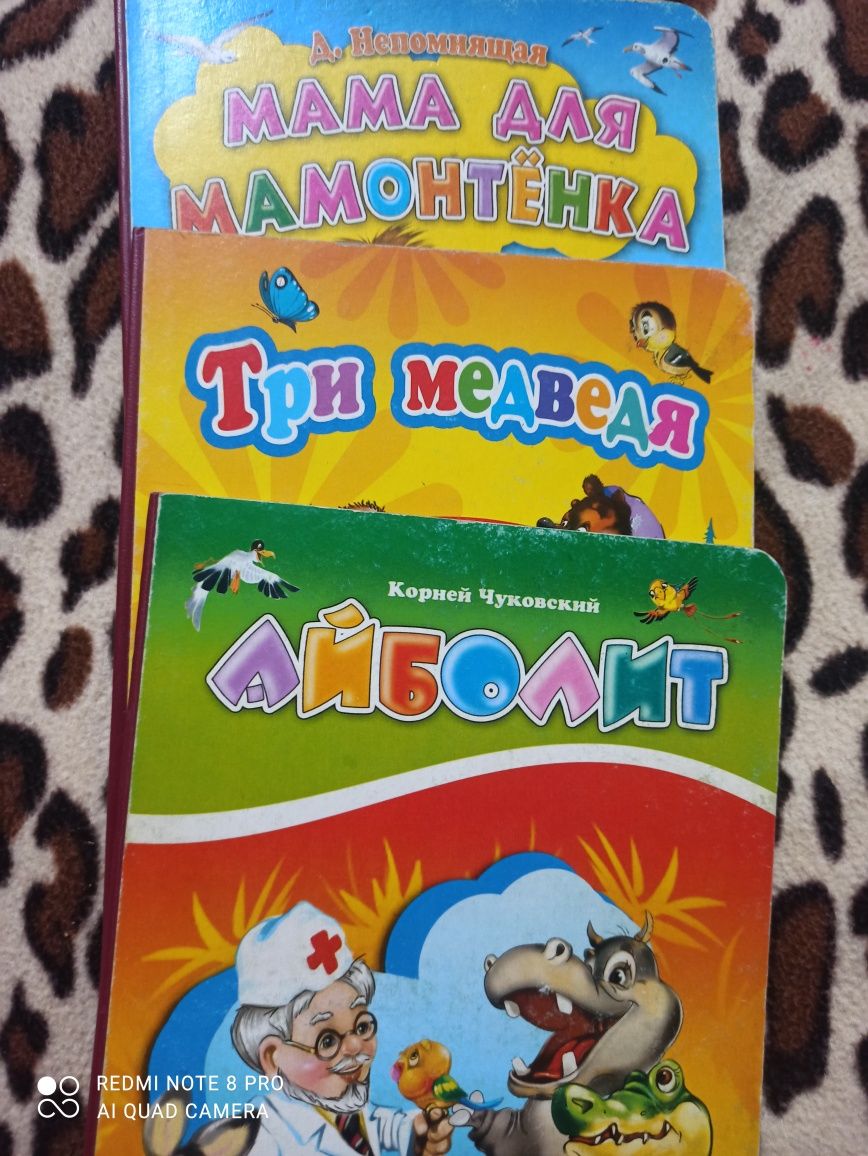 Д. Непомнящая
МАМА ДЛЯ
МАМОНТЁНКА
Три медведя
Корней Чуковский
АЙБОЛИТ
REDMI NOTE 8 PRO
AI QUAD CAMERA